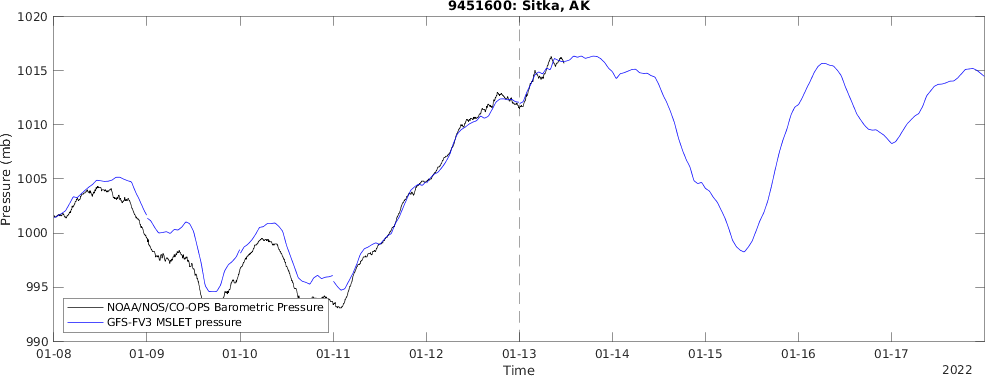 9451600: Sitka, AK
Pressure (mb)
1020
1015
1010
1005
1000
995
990
NOAA/NOS/CO-OPS Barometric Pressure
GFS-FV3 MSLET pressure
01-08 01-09 01-10 01-11 01-12 01-13 01-14 01-15 01-16 01-17
Time
2022